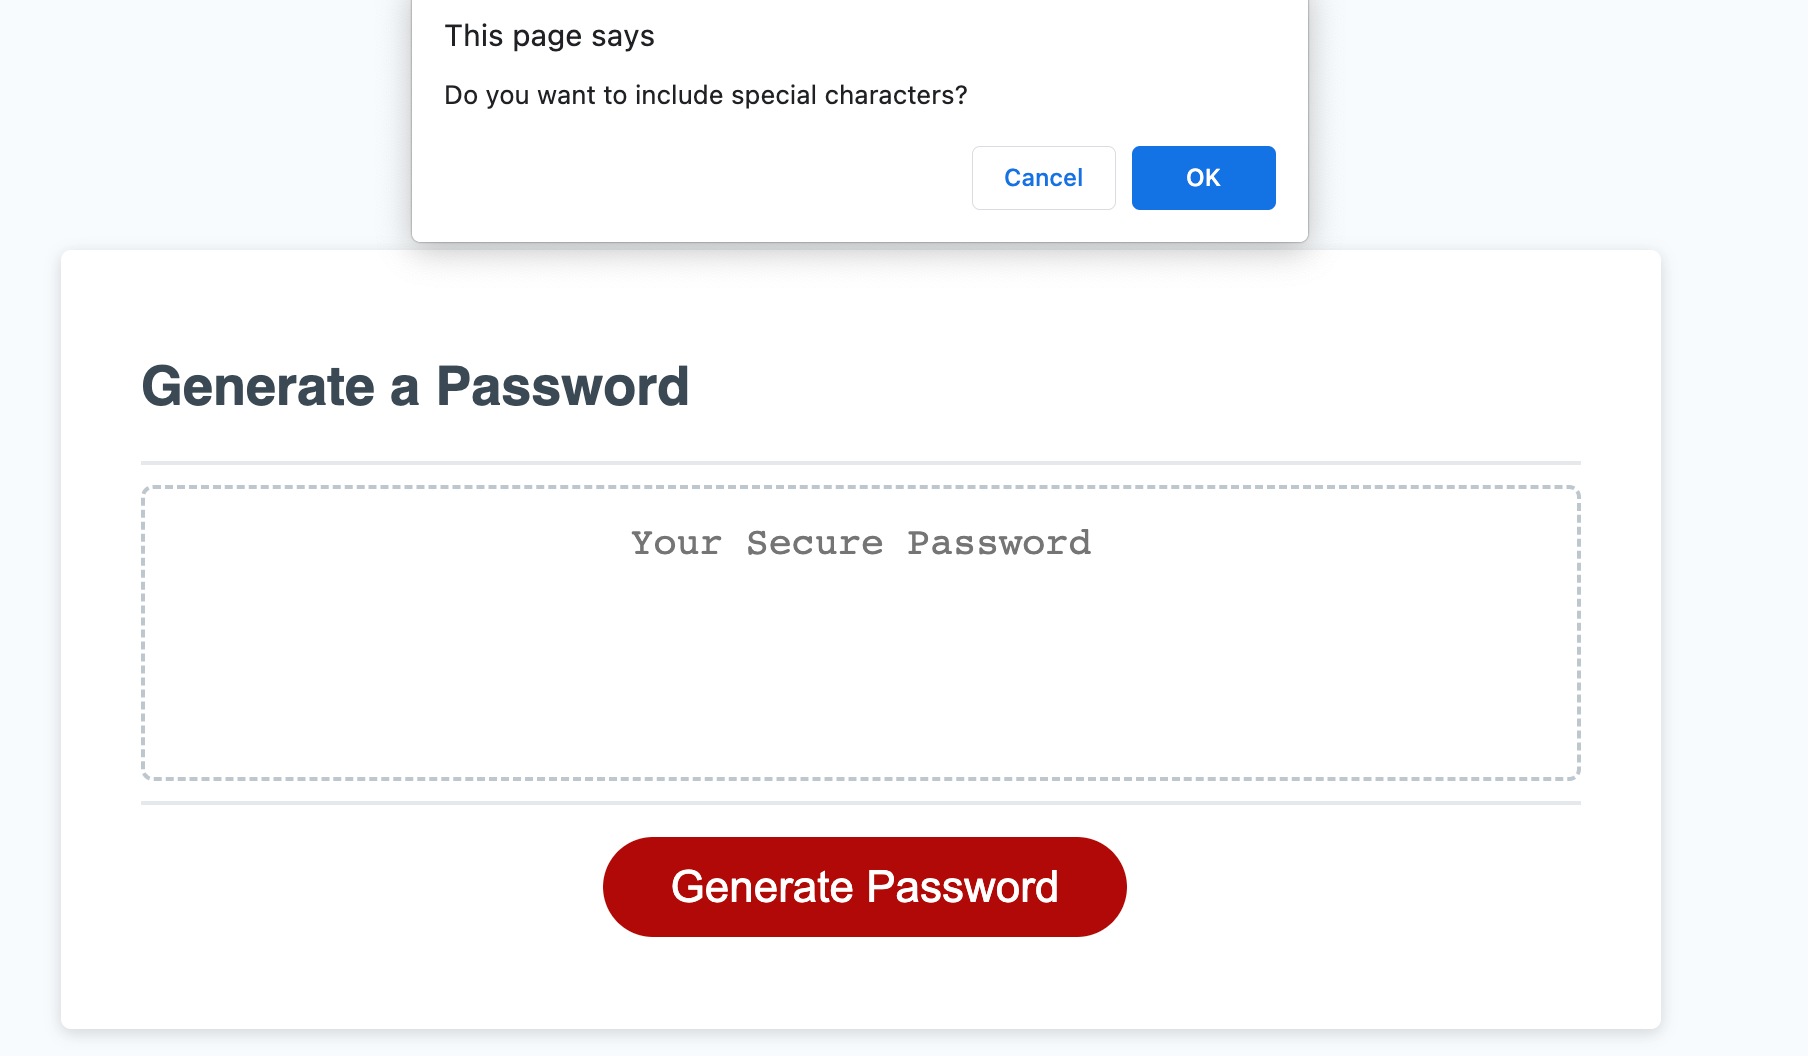 This page says
Do you want to include special characters?
Cancel
OK
Generate a Password
Your Secure Password
Generate Password